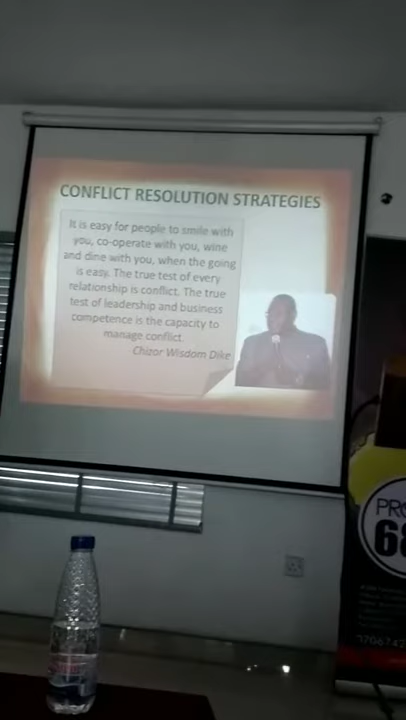 CONFLICT RESOLUTION STRATEGIES
It is easy for people to smile with
you, co-operate with you, wine
and dine with you, when the going
is easy. The true test of every
relationship is conflict. The true
test of leadership and business
competence is the capacity to
manage conflict.
Chizor Wisdom Dike
PRO
68